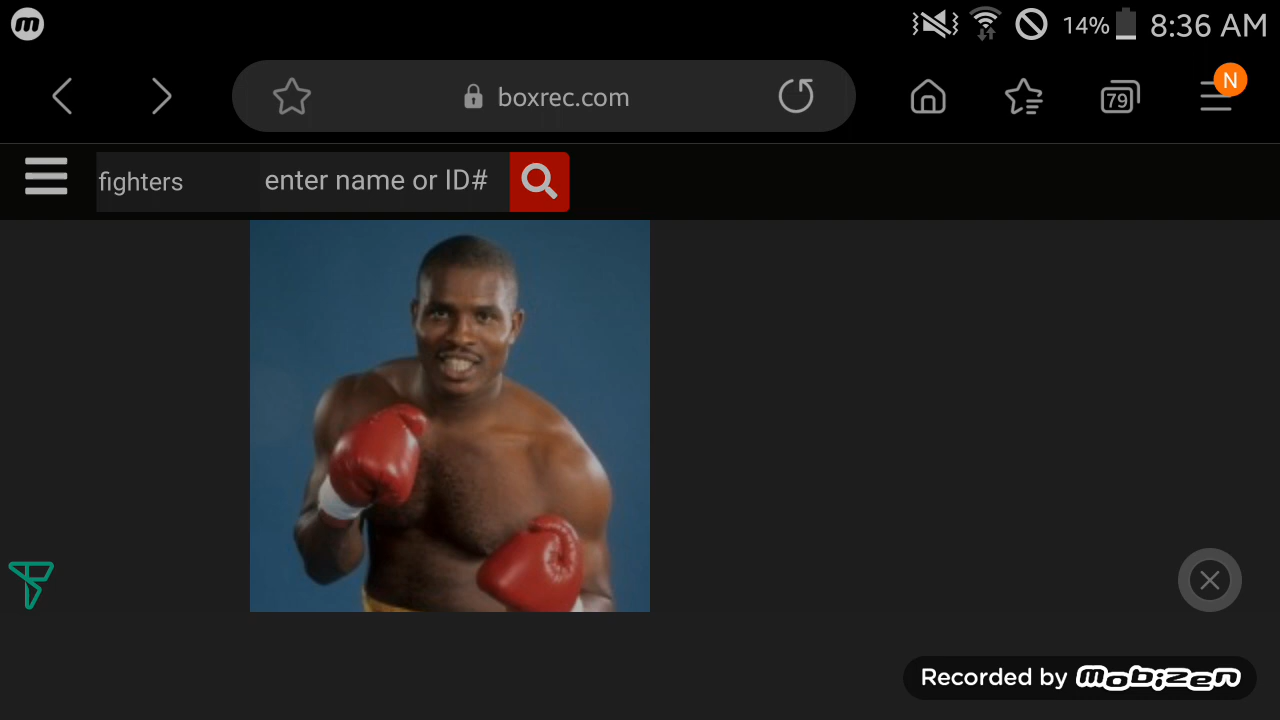 m
14% 8:36 AM
boxrec.com
79
N
fighters
enter name or ID#
Recorded by mobizen